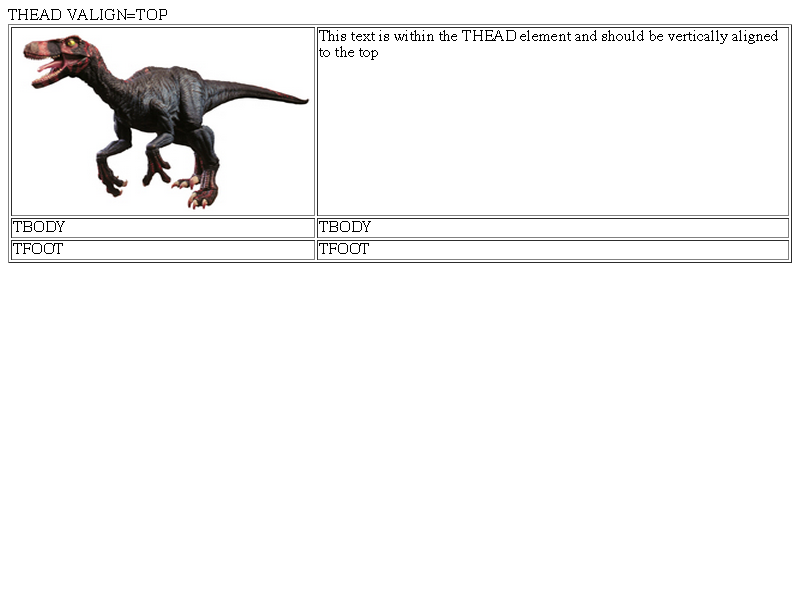 THEAD VALIGN=TOP
This text is within the THEAD element and should be vertically aligned
to the top
TBODY TBODY
TFOOT TFOOT